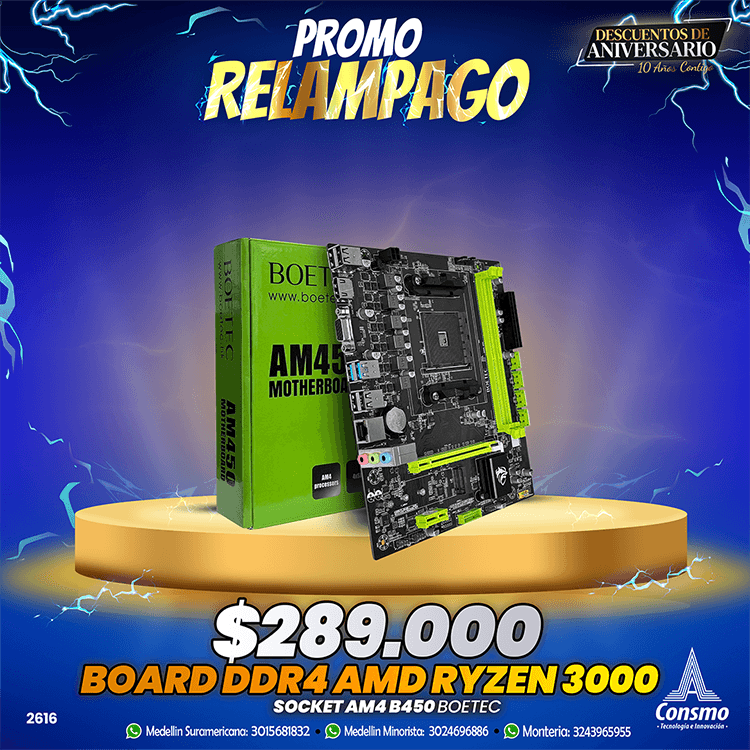 PROMO
RELAMPAGO
DESCUENTOS DE
ANIVERSARIO
10 Años Contigo
BOETEC
www.boetec
AM45
MOTHERBOA
AM4
processors
BOETEC
AM450
MOTHERBOARD
$289.000
BOARD DDR4 AMD RYZEN 3000
SOCKET AM4 B450 BOETEC
2616
Medellin Suramericana: 3015681832 • Medellin Minorista: 3024696886 • Monteria: 3243965955
Consmo
• Tecnología e Innovación •